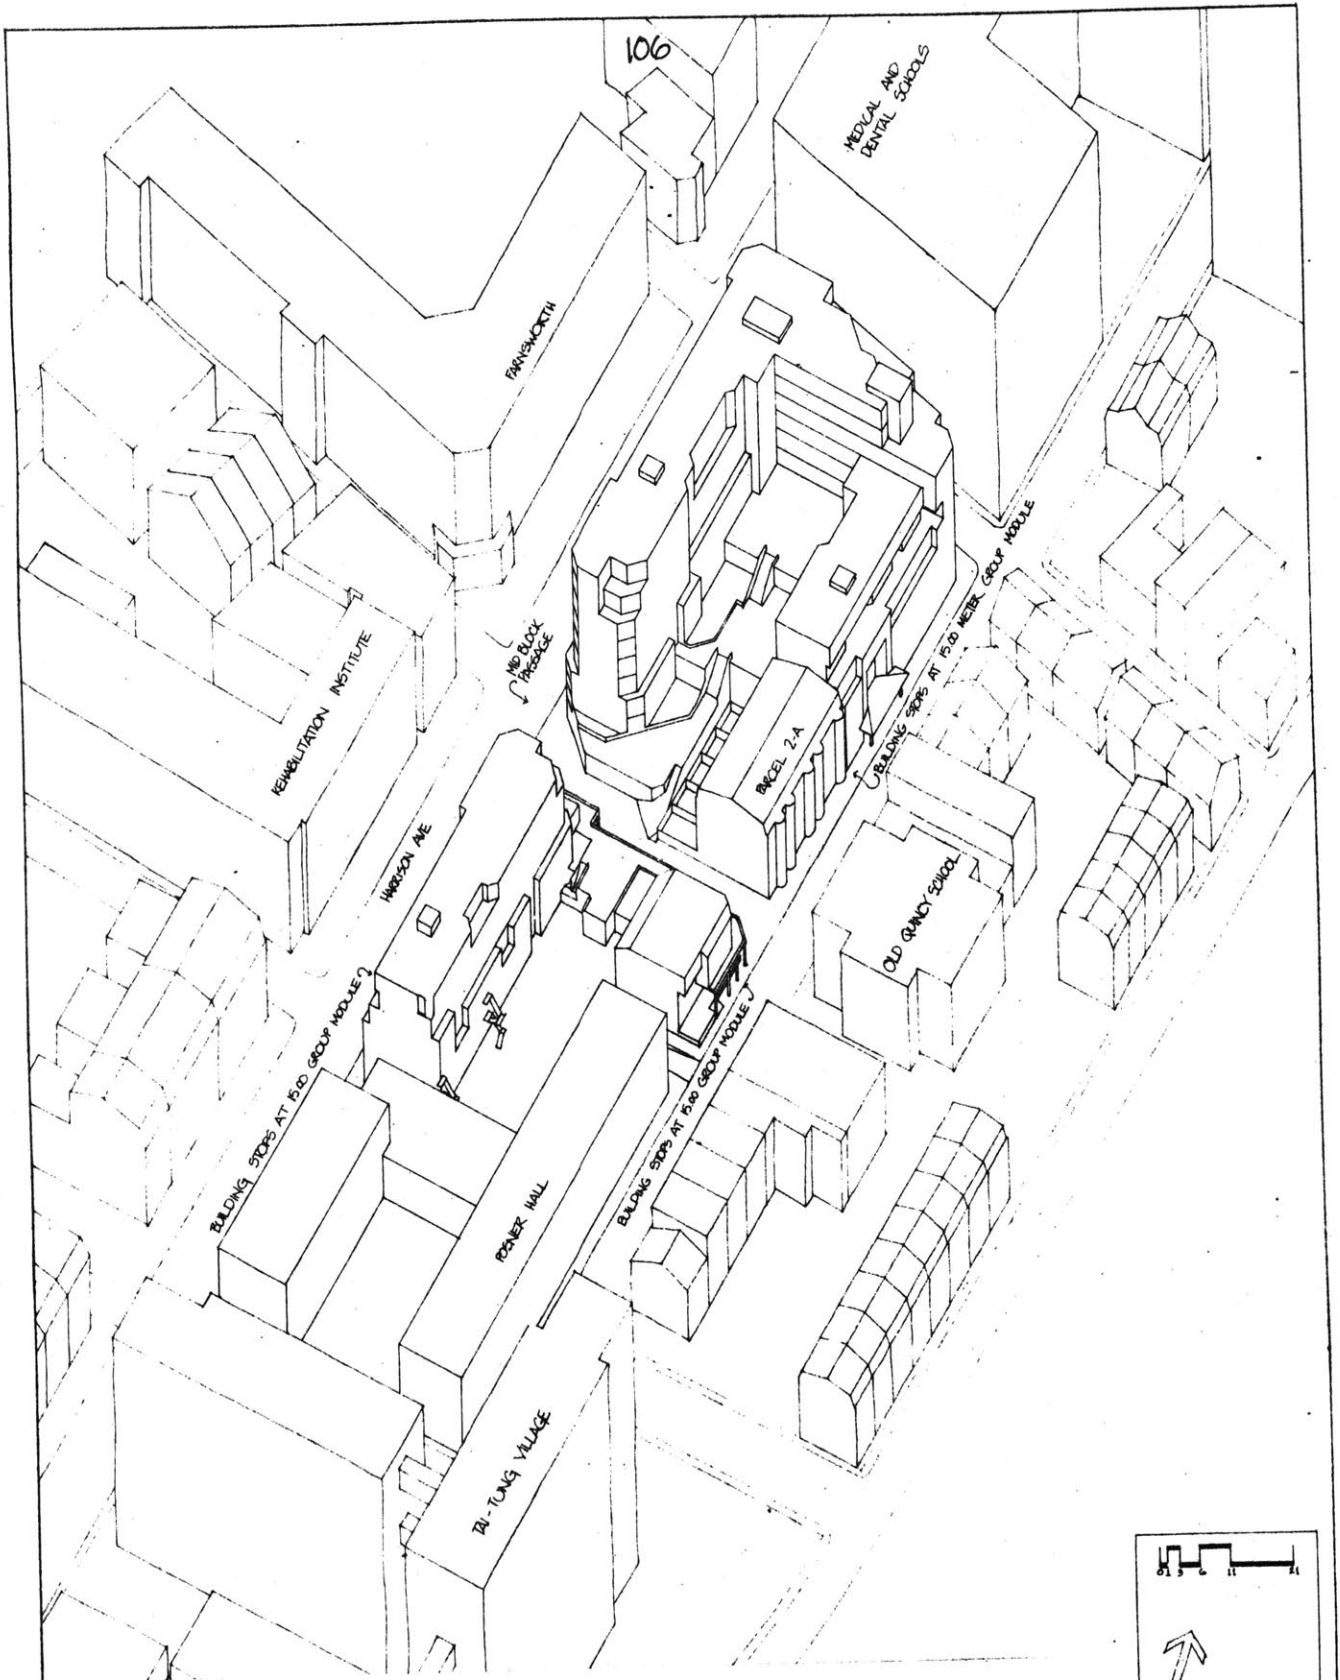 106
MEDICAL AND
DENTAL SCHOOLS
FARNSWORTH
MID BLOCK
PASSAGE
BUILDING STOPS AT 15.00 METER GROUP MODULE
REHABILITATION INSTITUTE
PARCEL 2-A
HARRISON AVE
OLD QUINCY SCHOOL
BUILDING STOPS AT 15.00 GROUP MODULE
BUILDING STOPS AT 15.00 GROUP MODULE
POSNER HALL
TAI-TUNG VILLAGE